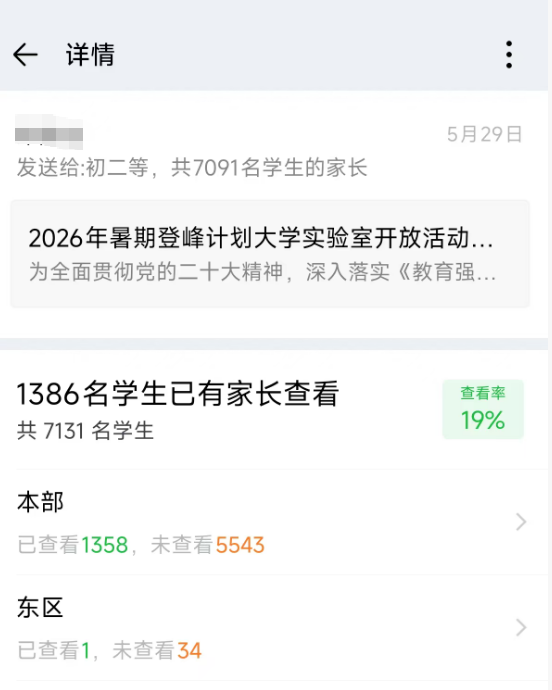 详情
5月29日
发送给:初二等，共7091名学生的家长
2026年暑期登峰计划大学实验室开放活动...
为全面贯彻党的二十大精神，深入落实《教育强...
1386名学生已有家长查看
查看率
共 7131 名学生
19%
本部
已查看1358，未查看5543
东区
已查看1，未查看34